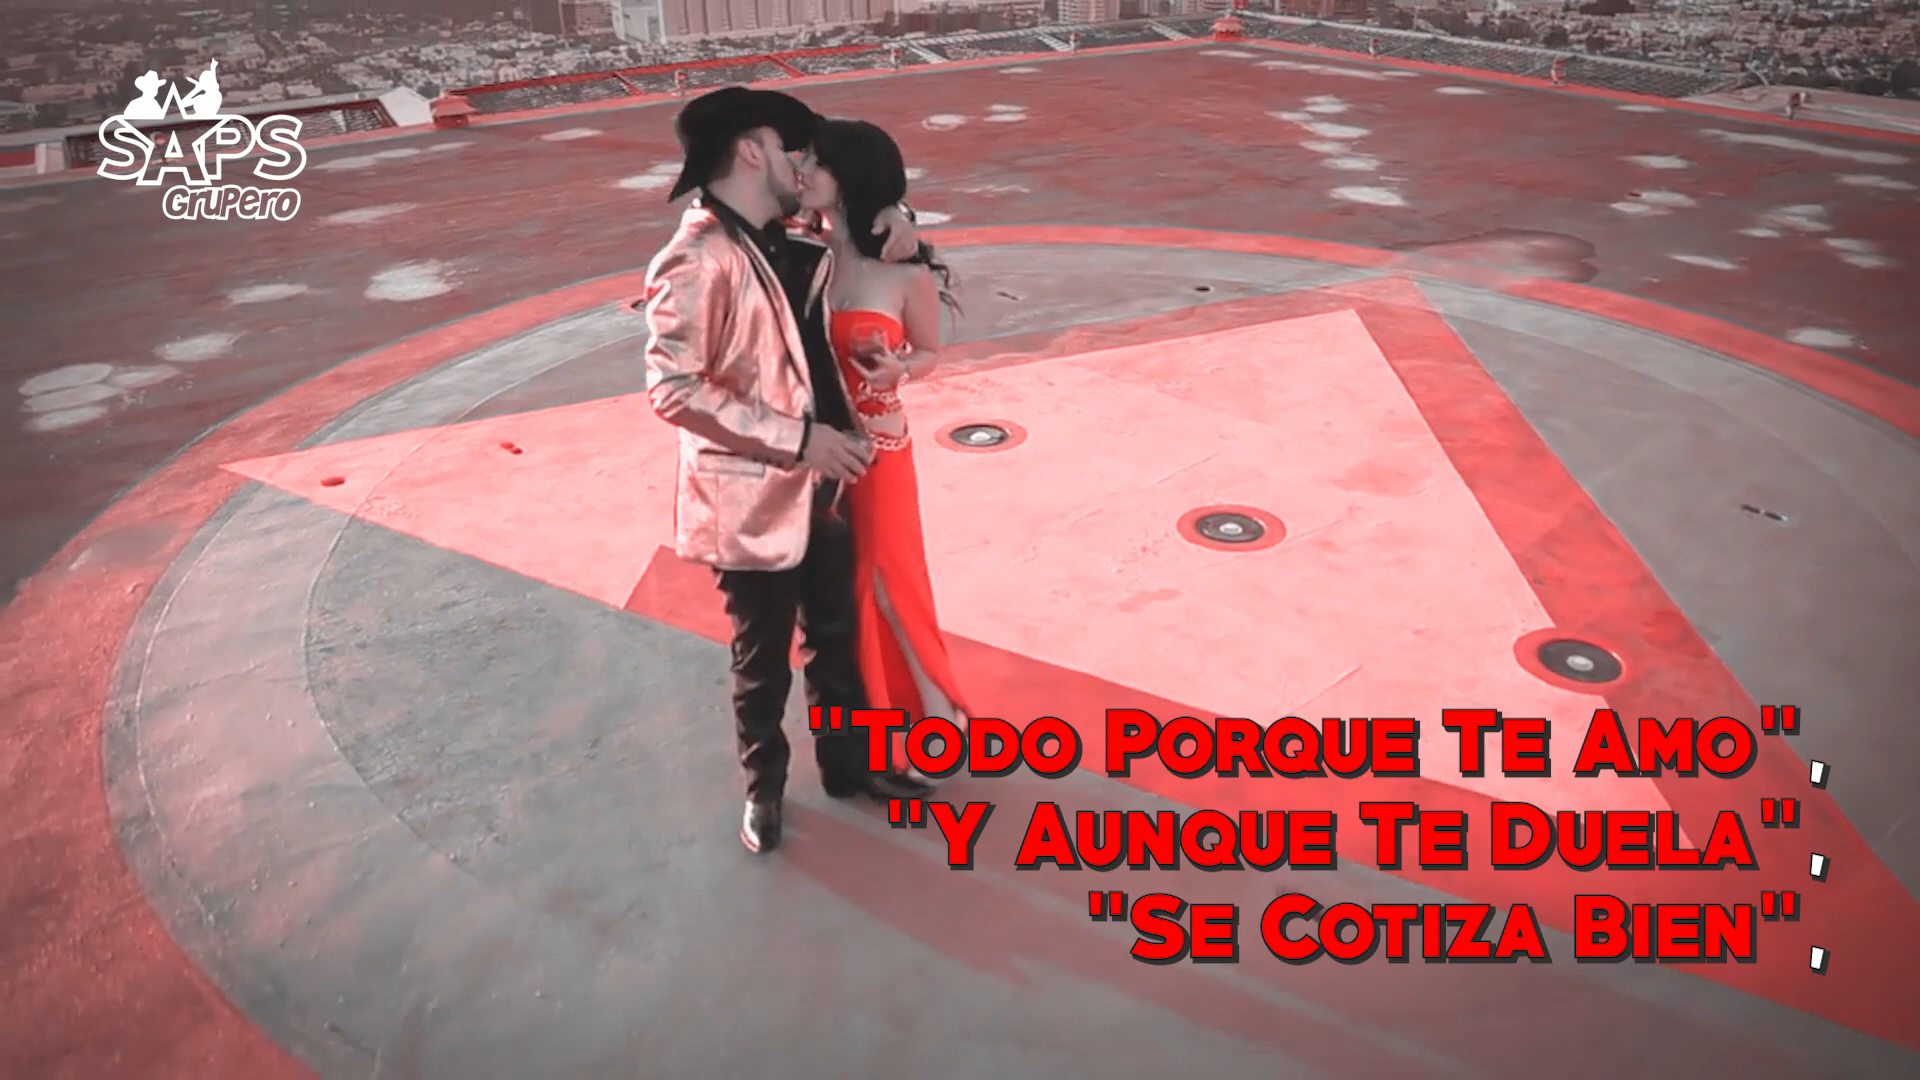 SAPS
GruPero
"Todo Porque Te Amo",
"Y Aunque Te Duela",
"Se Cotiza Bien",